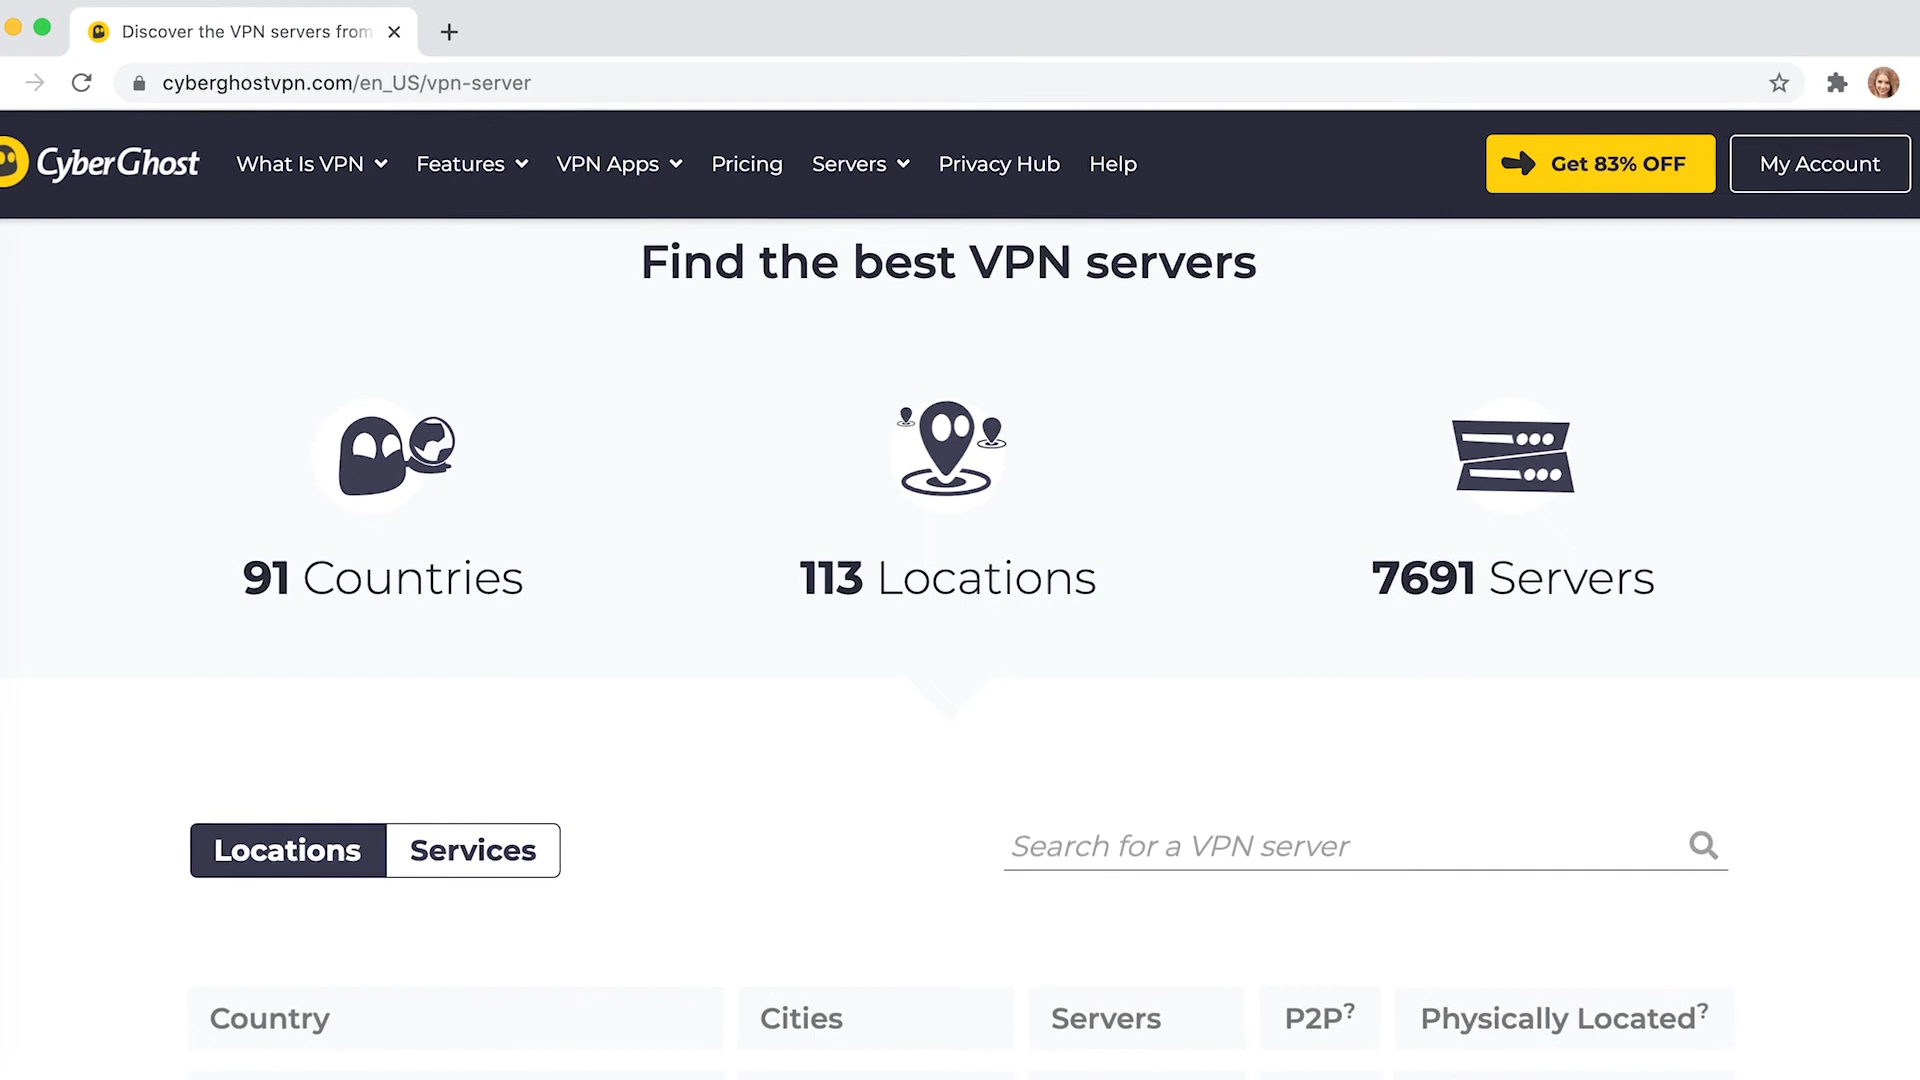 Discover the VPN servers from
cyberghostvpn.com/en_US/vpn-server
CyberGhost What Is VPN Features VPN Apps Pricing Servers Privacy Hub Help Get 83% OFF My Account
Find the best VPN servers
91 Countries 113 Locations 7691 Servers
Locations Services Search for a VPN server
Country Cities Servers P2P? Physically Located?